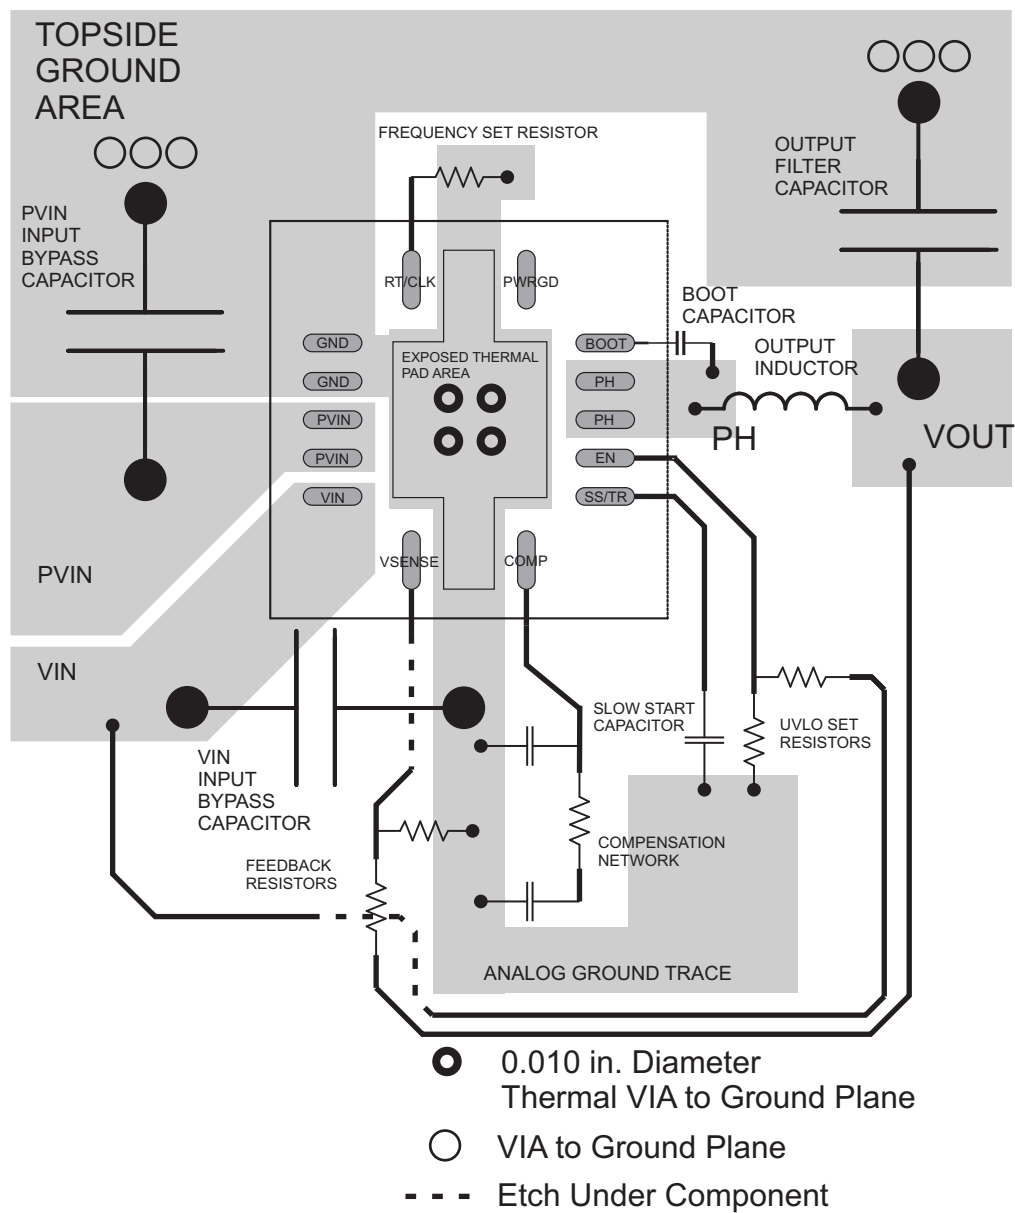 TOPSIDE
GROUND
AREA
FREQUENCY SET RESISTOR
OUTPUT
FILTER
CAPACITOR
PVIN
INPUT
BYPASS
CAPACITOR
RT/CLK
PWRGD
BOOT
CAPACITOR
GND
EXPOSED THERMAL
PAD AREA
BOOT
OUTPUT
INDUCTOR
GND
PH
PVIN
PH
PH
VOUT
PVIN
EN
VIN
SS/TR
VSENSE
COMP
PVIN
VIN
SLOW START
CAPACITOR
UVLO SET
RESISTORS
VIN
INPUT
BYPASS
CAPACITOR
COMPENSATION
NETWORK
FEEDBACK
RESISTORS
ANALOG GROUND TRACE
0.010 in. Diameter
Thermal VIA to Ground Plane
VIA to Ground Plane
Etch Under Component